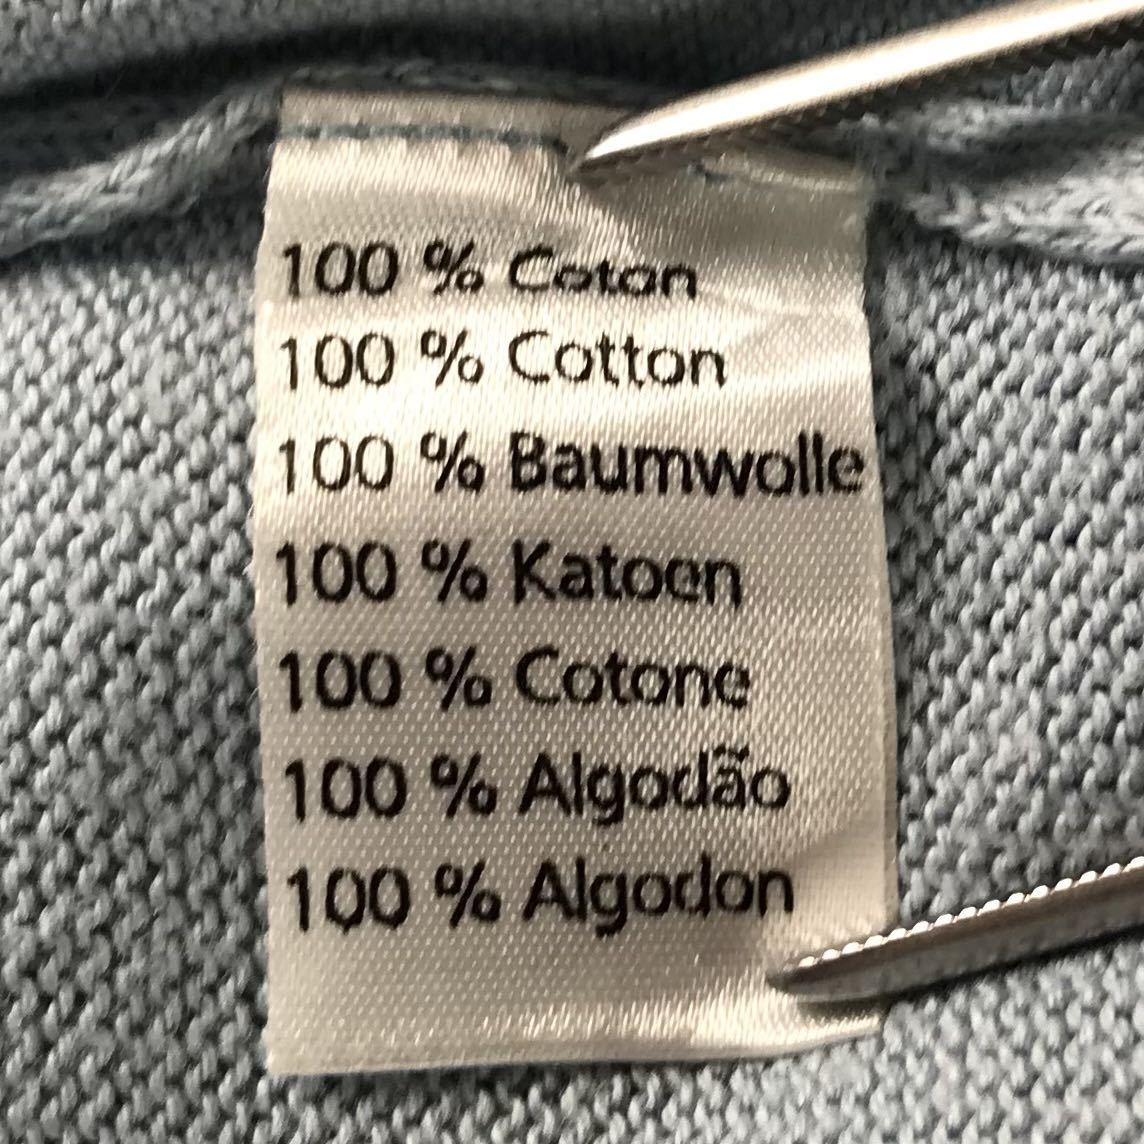 100 % Coton
100 % Cotton
100 % Baumwolle
100 % Katoen
100 % Cotone
100 % Algodão
100 % Algodon